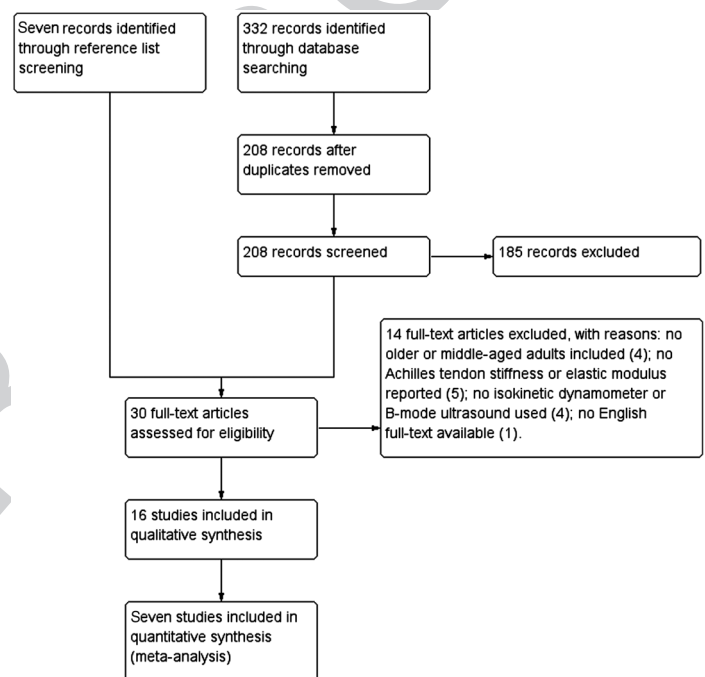 Seven records identified
through reference list
screening
332 records identified
through database
searching
208 records after
duplicates removed
208 records screened
185 records excluded
14 full-text articles excluded, with reasons: no
older or middle-aged adults included (4); no
Achilles tendon stiffness or elastic modulus
reported (5); no isokinetic dynamometer or
B-mode ultrasound used (4); no English
full-text available (1).
30 full-text articles
assessed for eligibility
16 studies included in
qualitative synthesis
Seven studies included in
quantitative synthesis
(meta-analysis)